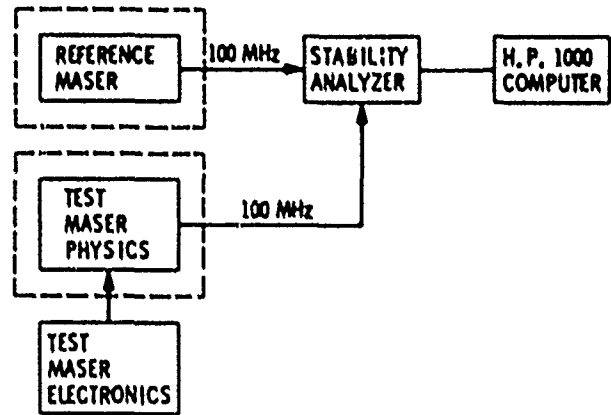 REFERENCE
MASER
100 MHz
STABILITY
ANALYZER
H.P. 1000
COMPUTER
TEST
MASER
PHYSICS
100 MHz
TEST
MASER
ELECTRONICS